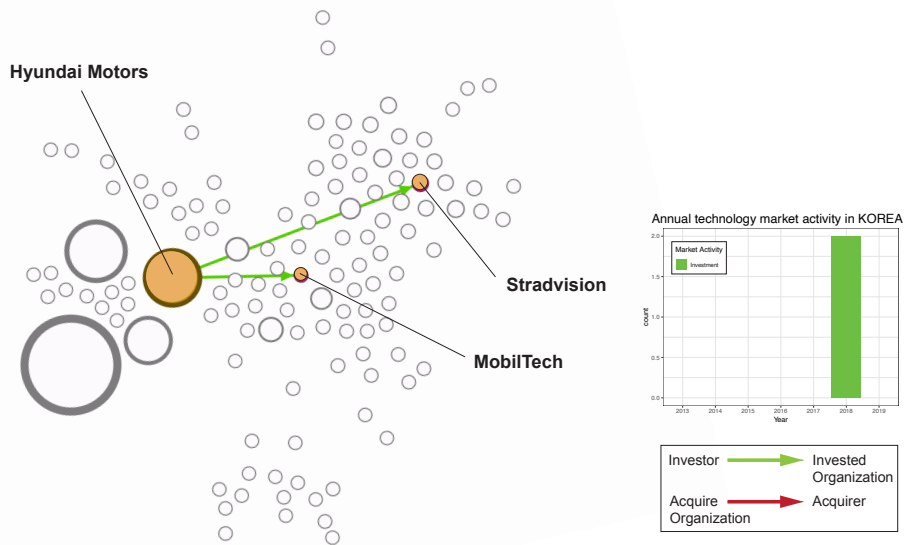 Hyundai Motors
Stradvision
MobilTech
Annual technology market activity in KOREA
Market Activity
Investment
count
2.0
1.5
1.0
0.5
0.0
2013 2014 2015 2016 2017 2018 2019
Year
Investor Invested
Organization
Acquire Acquirer
Organization